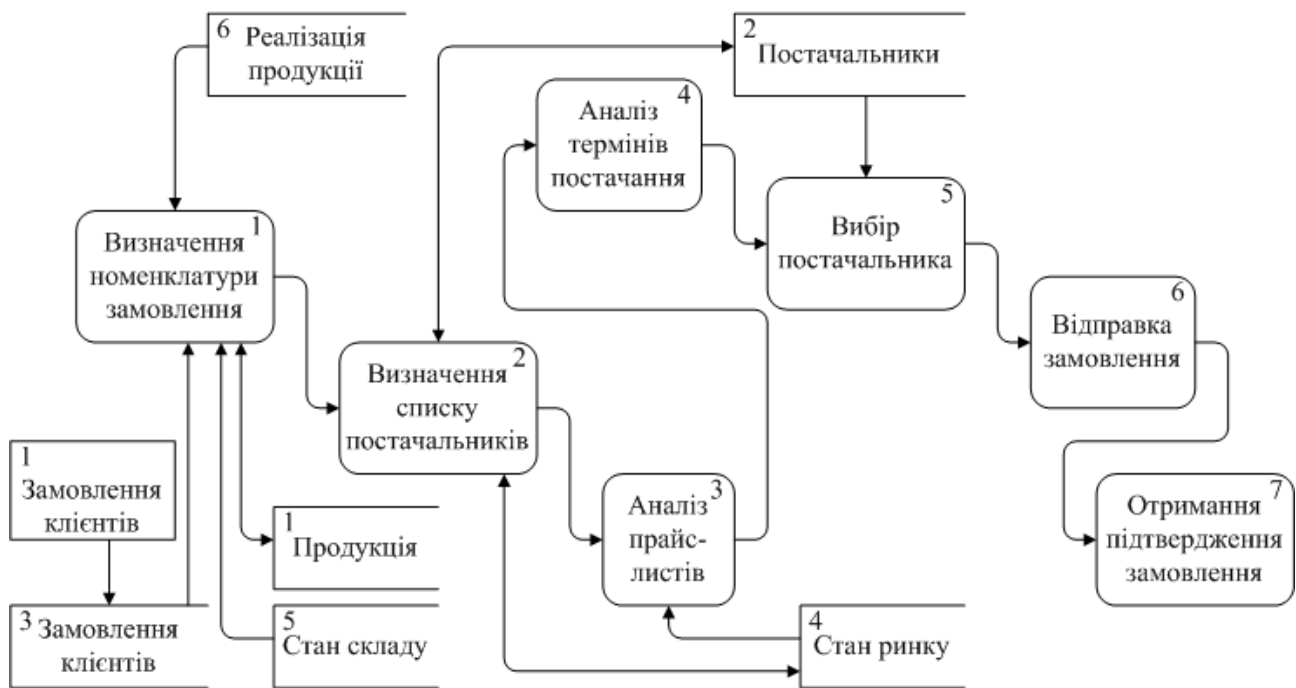 6 Реалізація
продукції
2
Постачальники
4
Аналіз
термінів
постачання
5
Вибір
постачальника
1
Визначення
номенклатури
замовлення
6
Відправка
замовлення
2
Визначення
списку
постачальників
1
Замовлення
клієнтів
3
Аналіз
прайс-
листів
7
Отримання
підтвердження
замовлення
1
Продукція
3 Замовлення
клієнтів
5
Стан складу
4
Стан ринку